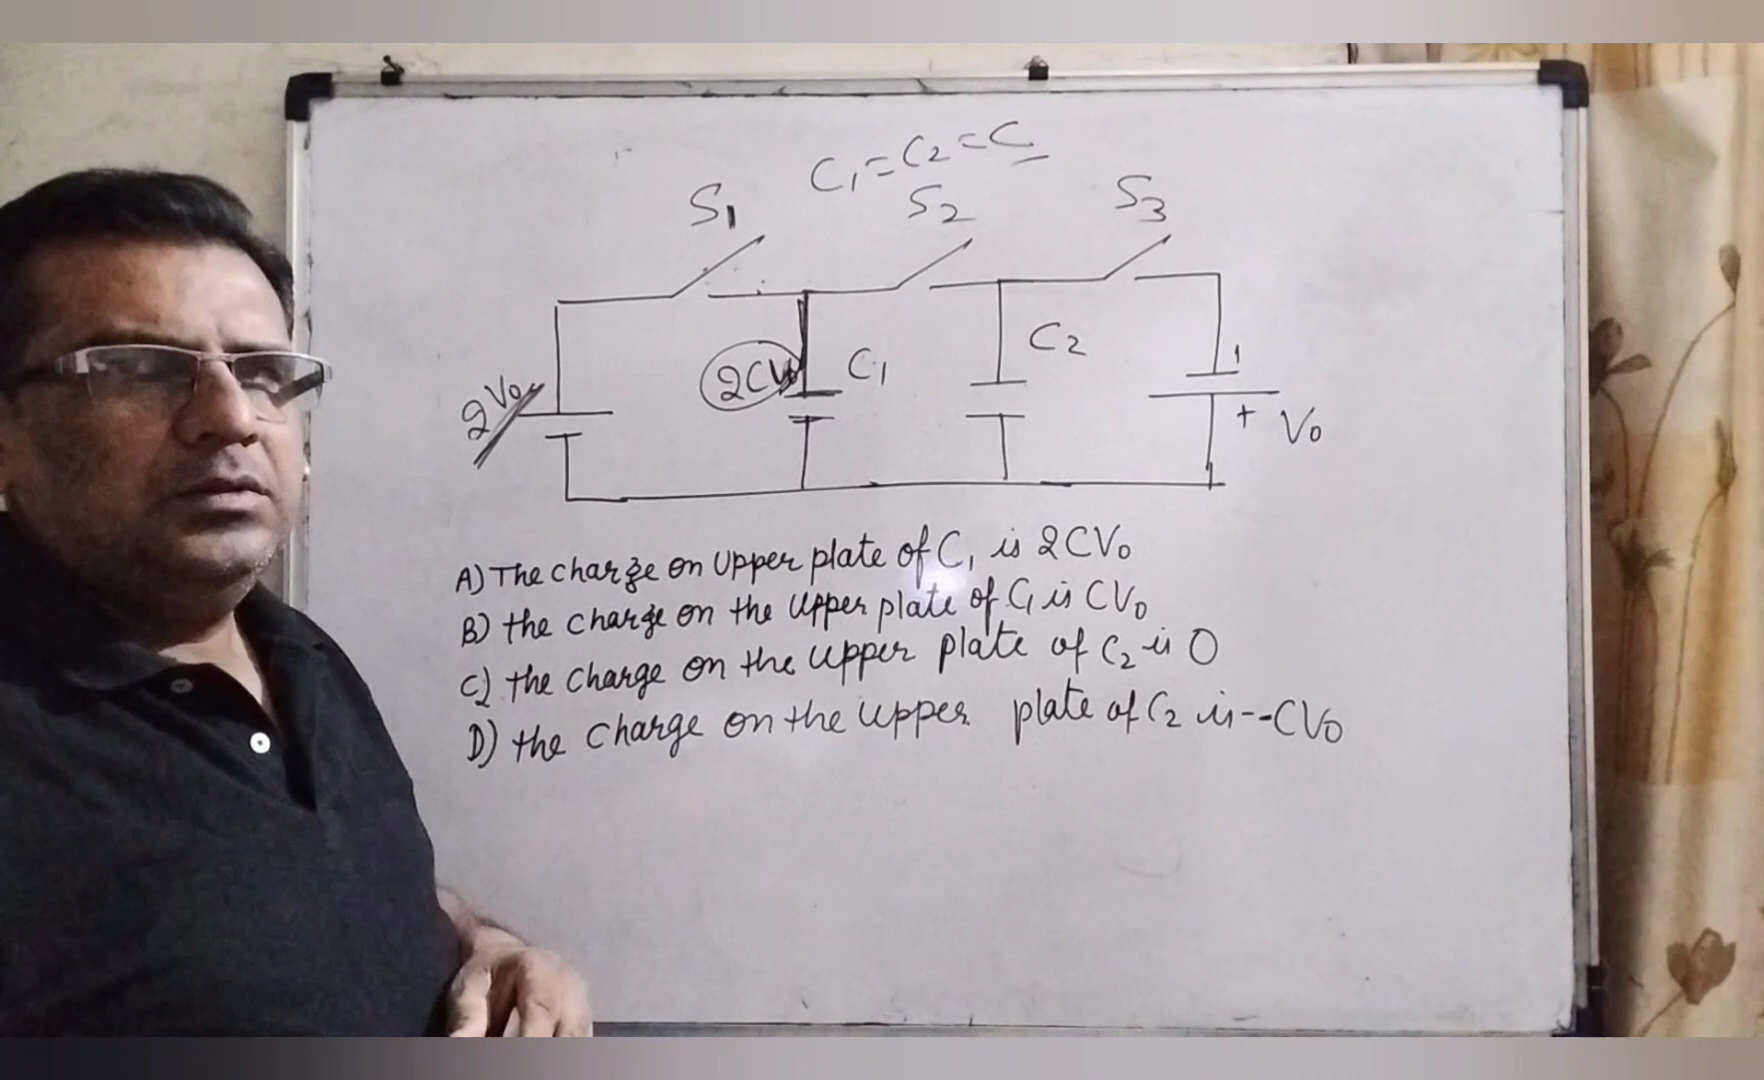 C₁ = C₂ = C
S₁ S₂ S₃
2V₀ 2CV₀ C₁ C₂
+ V₀
A) The charge on Upper plate of C₁ is 2CV₀
B) the charge on the Upper plate of C₁ is CV₀
C) the charge on the Upper plate of C₂ is 0
D) the charge on the Upper plate of C₂ is --CV₀